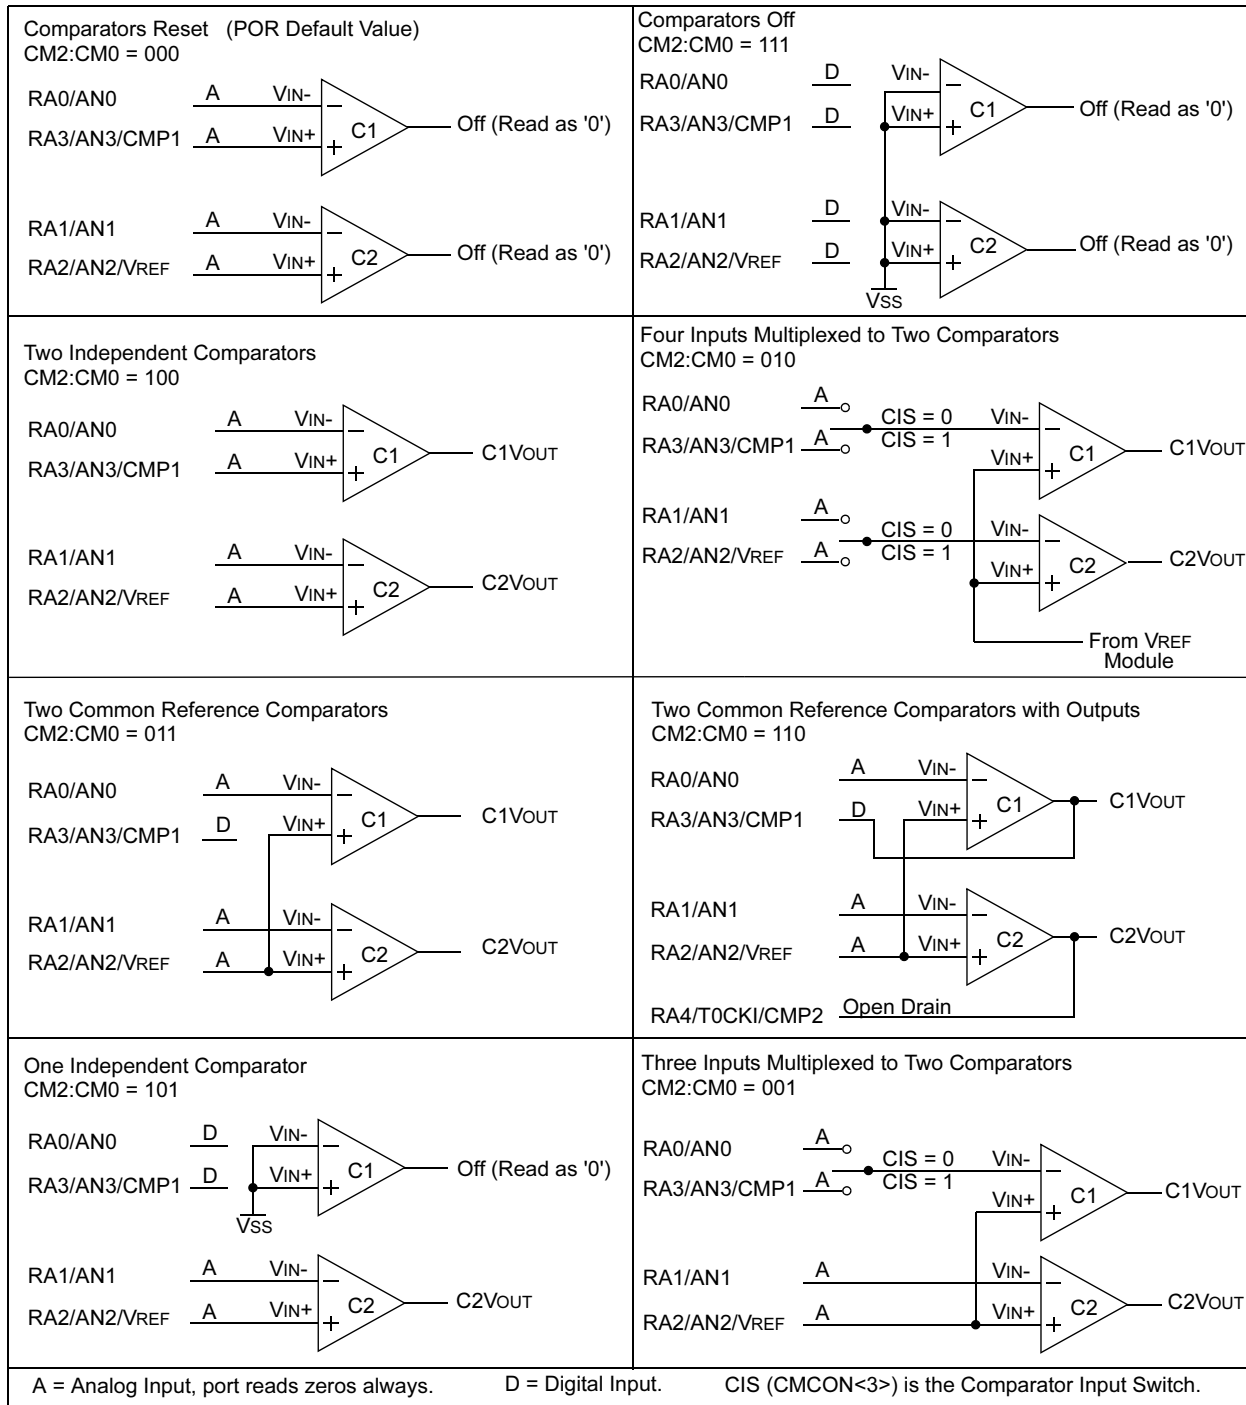 Comparators Reset (POR Default Value)
CM2:CM0 = 000
RA0/AN0 A VIN- −
RA3/AN3/CMP1 A VIN+ + C1 Off (Read as '0')
RA1/AN1 A VIN- −
RA2/AN2/VREF A VIN+ + C2 Off (Read as '0')
Comparators Off
CM2:CM0 = 111
RA0/AN0 D VIN- −
RA3/AN3/CMP1 D VIN+ + C1 Off (Read as '0')
RA1/AN1 D VIN- −
RA2/AN2/VREF D VIN+ + C2 Off (Read as '0')
VSS
Two Independent Comparators
CM2:CM0 = 100
RA0/AN0 A VIN- −
RA3/AN3/CMP1 A VIN+ + C1 C1VOUT
RA1/AN1 A VIN- −
RA2/AN2/VREF A VIN+ + C2 C2VOUT
Four Inputs Multiplexed to Two Comparators
CM2:CM0 = 010
RA0/AN0 A CIS = 0 VIN- −
RA3/AN3/CMP1 A CIS = 1 VIN+ + C1 C1VOUT
RA1/AN1 A CIS = 0 VIN- −
RA2/AN2/VREF A CIS = 1 VIN+ + C2 C2VOUT
From VREF
Module
Two Common Reference Comparators
CM2:CM0 = 011
RA0/AN0 A VIN- −
RA3/AN3/CMP1 D VIN+ + C1 C1VOUT
RA1/AN1 A VIN- −
RA2/AN2/VREF A VIN+ + C2 C2VOUT
Two Common Reference Comparators with Outputs
CM2:CM0 = 110
RA0/AN0 A VIN- −
RA3/AN3/CMP1 D VIN+ + C1 C1VOUT
RA1/AN1 A VIN- −
RA2/AN2/VREF A VIN+ + C2 C2VOUT
RA4/T0CKI/CMP2 Open Drain
One Independent Comparator
CM2:CM0 = 101
RA0/AN0 D VIN- −
RA3/AN3/CMP1 D VIN+ + C1 Off (Read as '0')
VSS
RA1/AN1 A VIN- −
RA2/AN2/VREF A VIN+ + C2 C2VOUT
Three Inputs Multiplexed to Two Comparators
CM2:CM0 = 001
RA0/AN0 A CIS = 0 VIN- −
RA3/AN3/CMP1 A CIS = 1 VIN+ + C1 C1VOUT
RA1/AN1 A VIN- −
RA2/AN2/VREF A VIN+ + C2 C2VOUT
A = Analog Input, port reads zeros always. D = Digital Input. CIS (CMCON<3>) is the Comparator Input Switch.